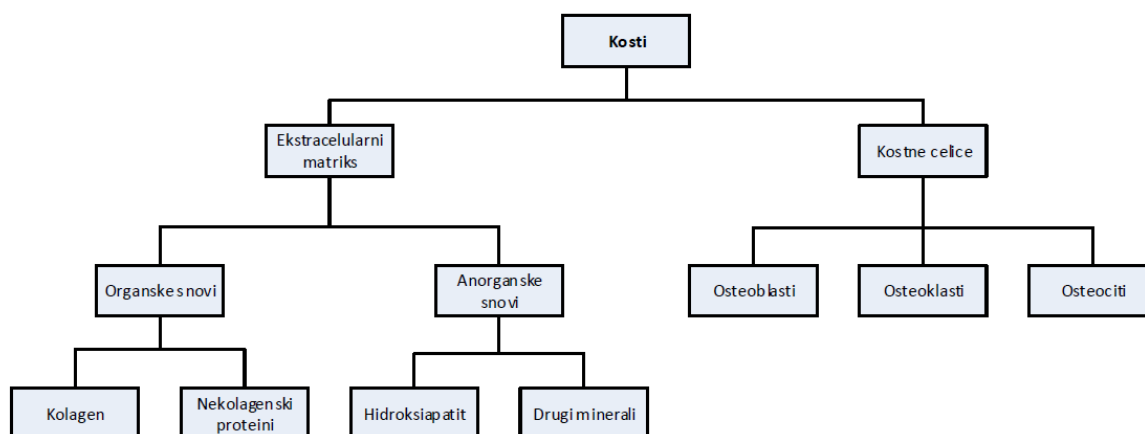 Kosti
Ekstracelularni
matriks
Kostne celice
Organske snovi
Anorganske
snovi
Osteoblasti
Osteoklasti
Osteociti
Kolagen
Nekolagenski
proteini
Hidroksiapatit
Drugi minerali